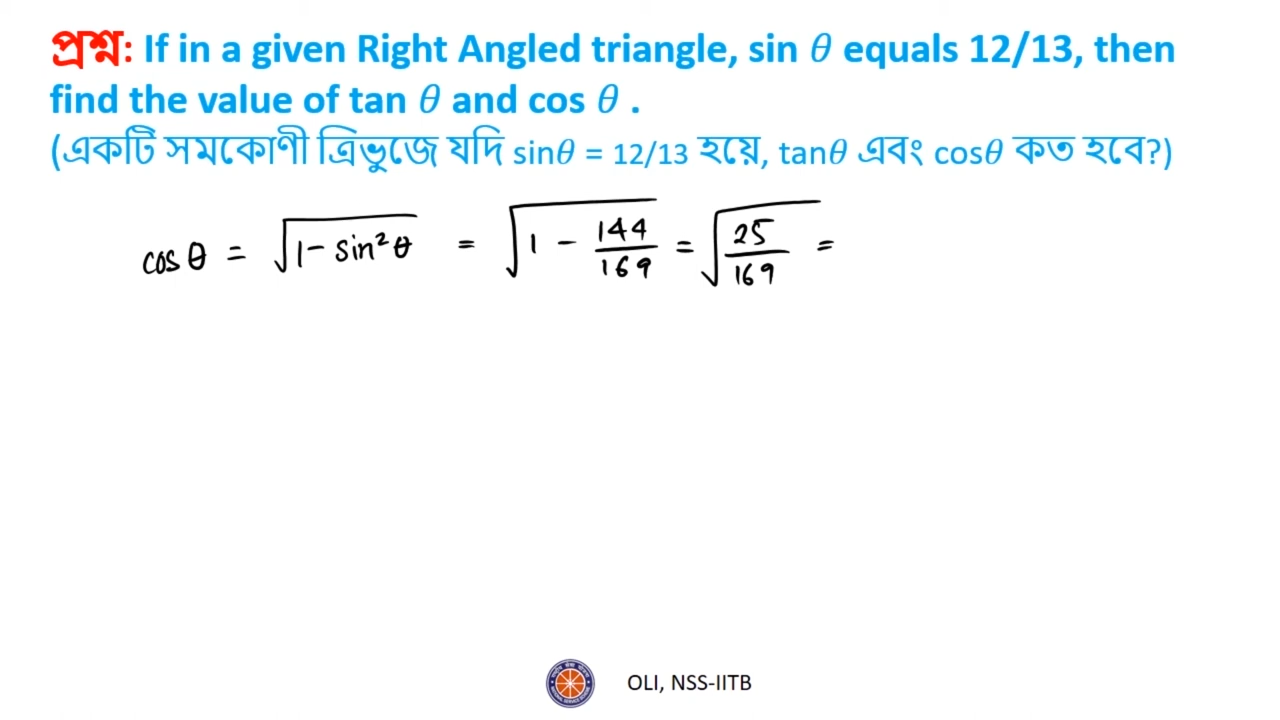 প্রশ্ন: If in a given Right Angled triangle, sin θ equals 12/13, then
find the value of tan θ and cos θ .
(একটি সমকোণী ত্রিভুজে যদি sinθ = 12/13 হয়ে, tanθ এবং cosθ কত হবে?)
cos θ = √(1 - sin²θ) = √(1 - 144/169) = √(25/169) =
OLI, NSS-IITB